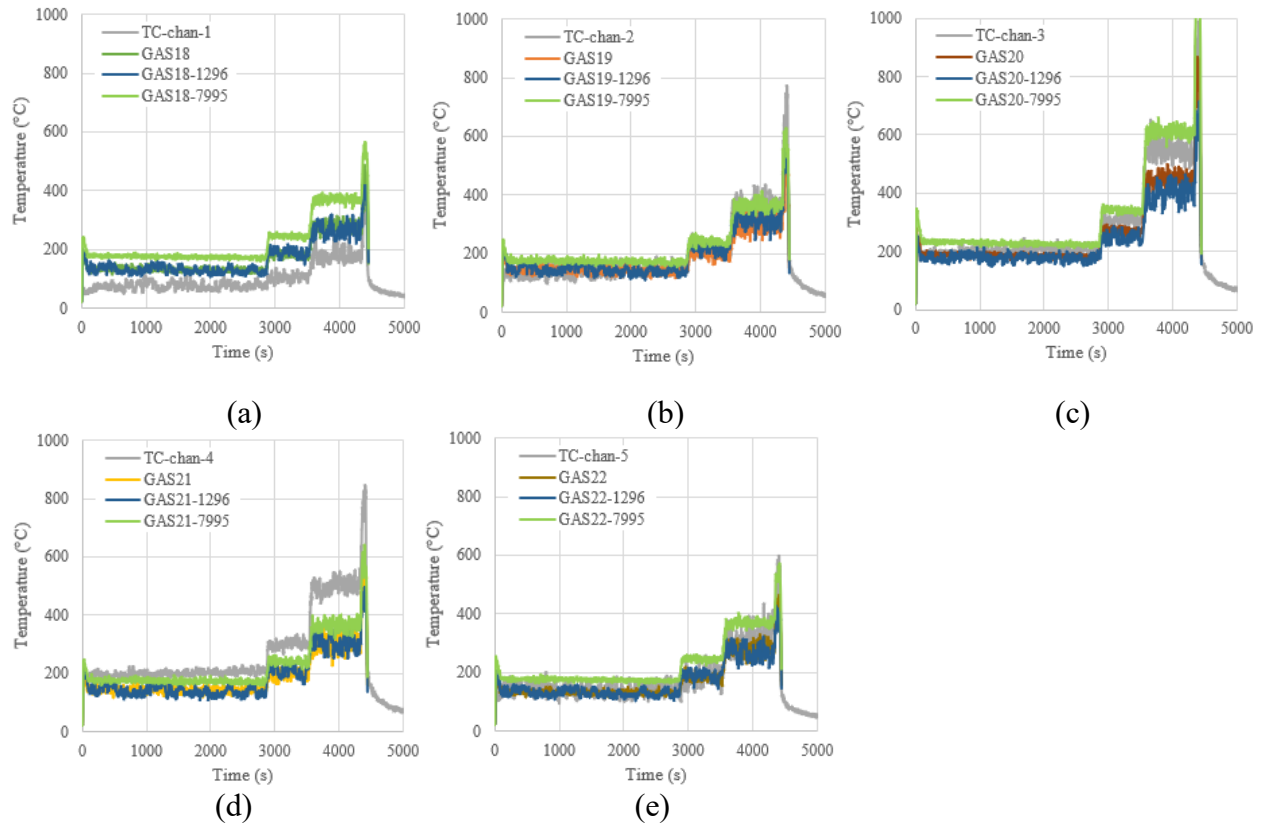 1000
800
600
400
200
0
Temperature (°C)
TC-chan-1
GAS18
GAS18-1296
GAS18-7995
0 1000 2000 3000 4000 5000
Time (s)
(a)
1000
800
600
400
200
0
Temperature (°C)
TC-chan-2
GAS19
GAS19-1296
GAS19-7995
0 1000 2000 3000 4000 5000
Time (s)
(b)
1000
800
600
400
200
0
Temperature (°C)
TC-chan-3
GAS20
GAS20-1296
GAS20-7995
0 1000 2000 3000 4000 5000
Time (s)
(c)
1000
800
600
400
200
0
Temperature (°C)
TC-chan-4
GAS21
GAS21-1296
GAS21-7995
0 1000 2000 3000 4000 5000
Time (s)
(d)
1000
800
600
400
200
0
Temperature (°C)
TC-chan-5
GAS22
GAS22-1296
GAS22-7995
0 1000 2000 3000 4000 5000
Time (s)
(e)